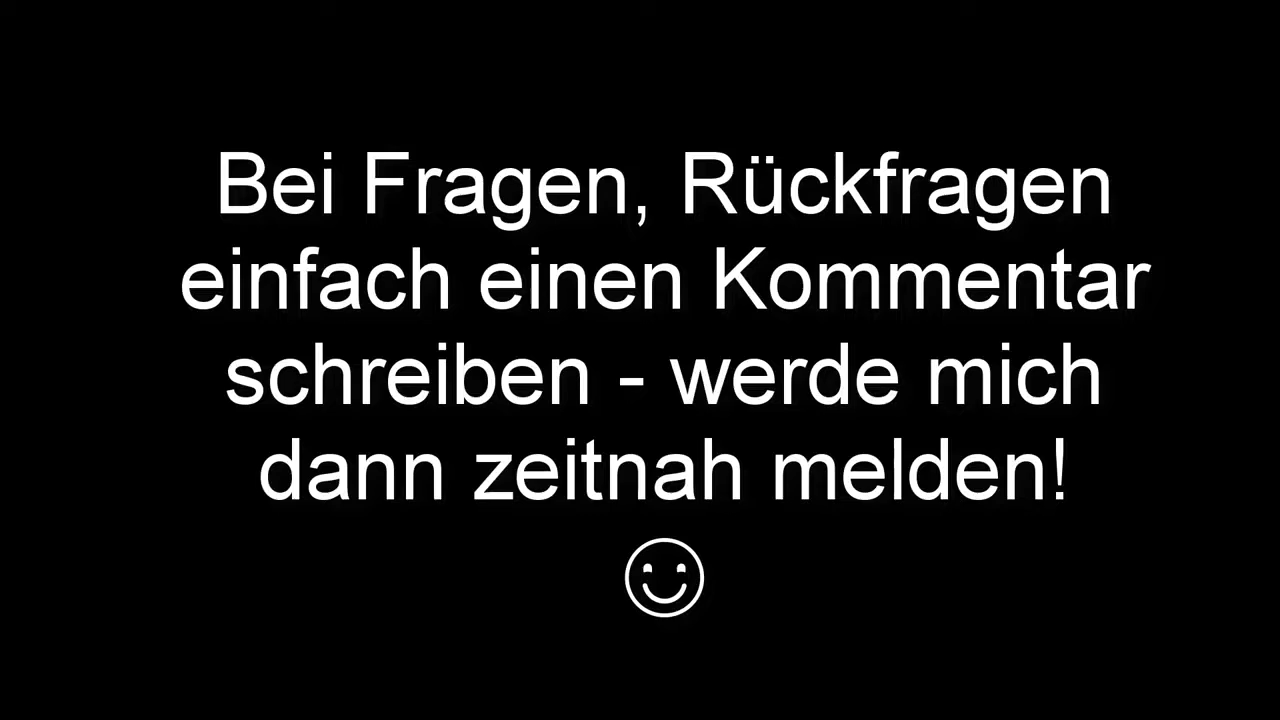 Bei Fragen, Rückfragen
einfach einen Kommentar
schreiben - werde mich
dann zeitnah melden!
☺